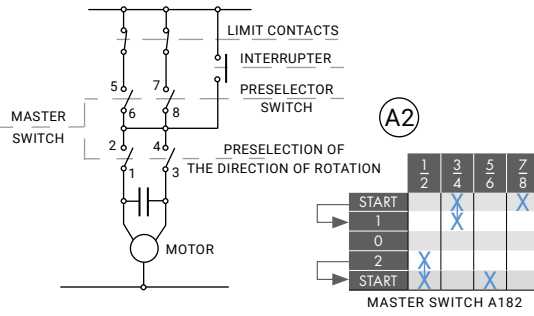 LIMIT CONTACTS
INTERRUPTER
5 7
PRESELECTOR
SWITCH
6 8
MASTER
SWITCH
2 4
PRESELECTION OF
THE DIRECTION OF ROTATION
1 3
MOTOR
A2
1/2 3/4 5/6 7/8
START X X
1 X
0
2 X
START X X
MASTER SWITCH A182